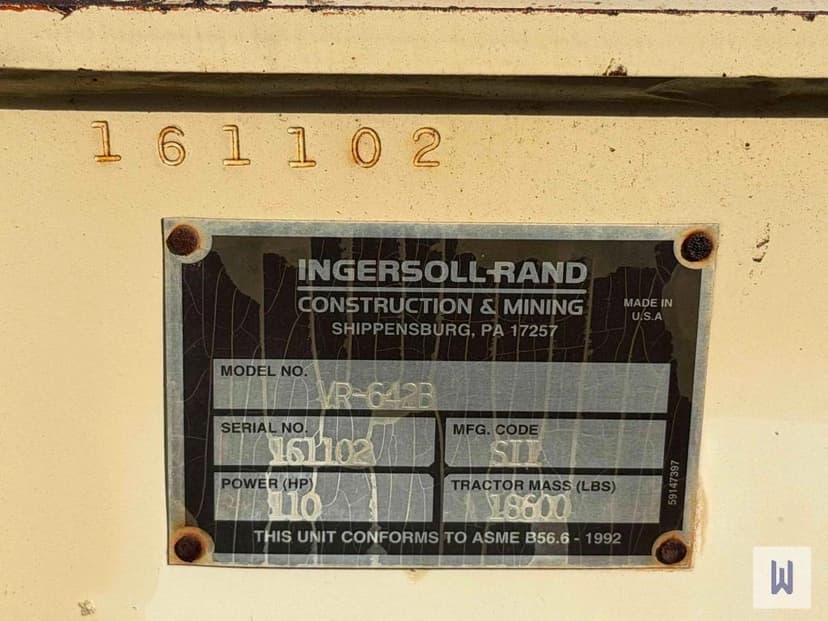 161102
INGERSOLL-RAND
CONSTRUCTION & MINING
SHIPPENSBURG, PA 17257
MADE IN
U.S.A
MODEL NO.
VR-642B
SERIAL NO.
161102
MFG. CODE
SII
POWER (HP)
110
TRACTOR MASS (LBS)
18600
59147397
THIS UNIT CONFORMS TO ASME B56.6 - 1992
W